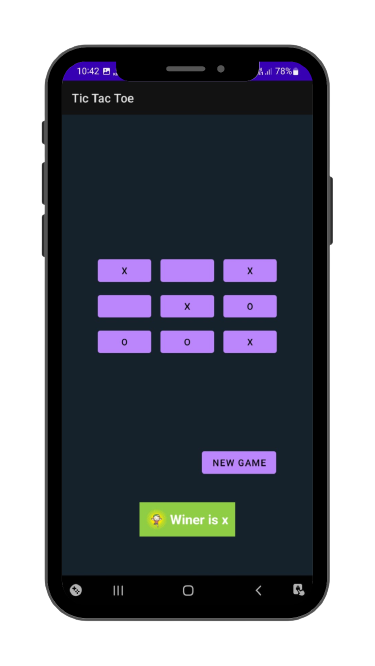 10:42 78%
Tic Tac Toe
X X
X O
O O X
NEW GAME
Winer is x